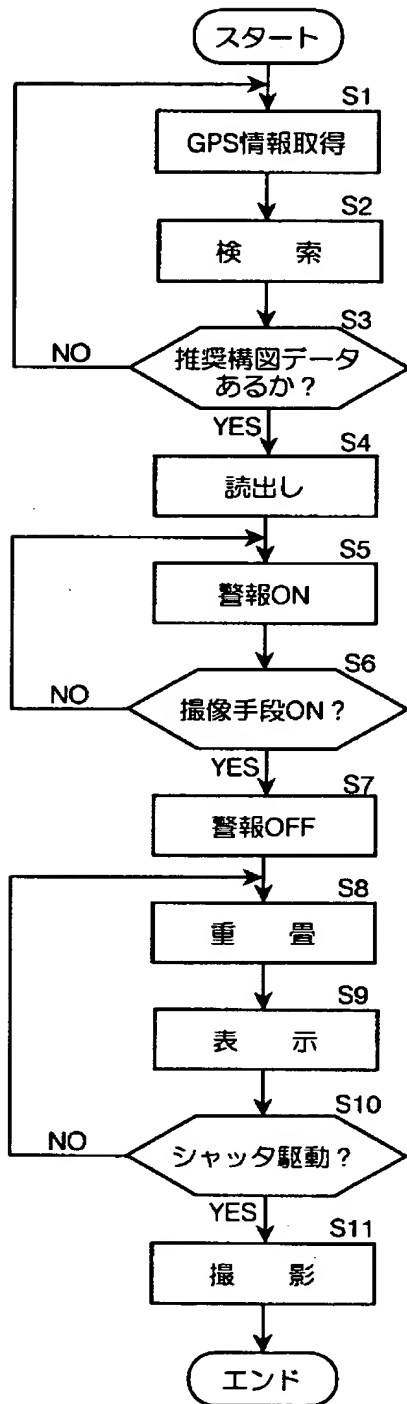 スタート
S1
GPS情報取得
S2
検 索
S3
推奨構図データ
あるか？
NO
YES
S4
読出し
S5
警報ON
S6
撮像手段ON？
NO
YES
S7
警報OFF
S8
重 畳
S9
表 示
S10
シャッタ駆動？
NO
YES
S11
撮 影
エンド